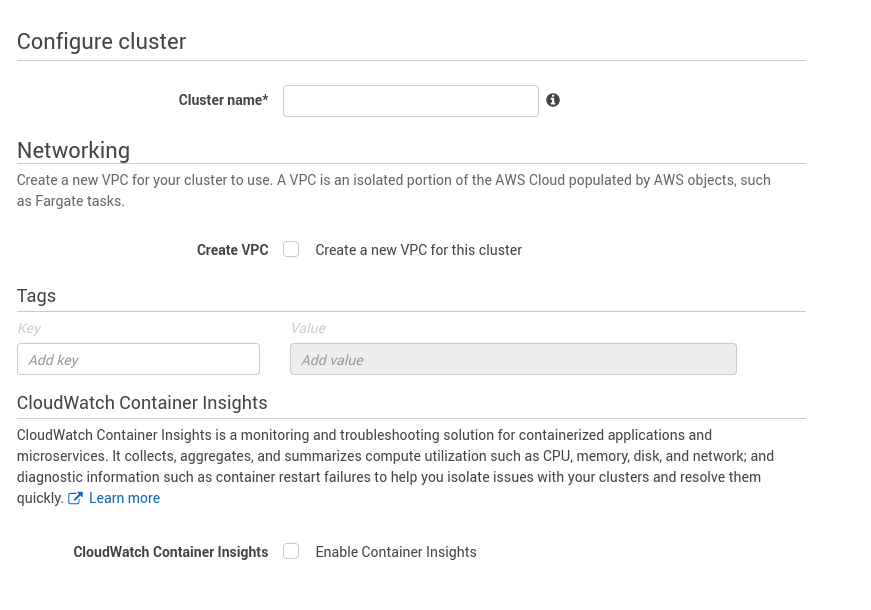 Configure cluster
Cluster name*
Networking
Create a new VPC for your cluster to use. A VPC is an isolated portion of the AWS Cloud populated by AWS objects, such
as Fargate tasks.
Create VPC Create a new VPC for this cluster
Tags
Key Value
Add key Add value
CloudWatch Container Insights
CloudWatch Container Insights is a monitoring and troubleshooting solution for containerized applications and
microservices. It collects, aggregates, and summarizes compute utilization such as CPU, memory, disk, and network; and
diagnostic information such as container restart failures to help you isolate issues with your clusters and resolve them
quickly. Learn more
CloudWatch Container Insights Enable Container Insights